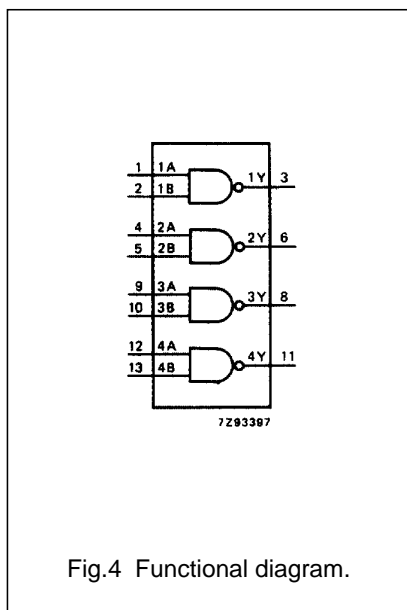 1 1A
2 1B
1Y 3
4 2A
5 2B
2Y 6
9 3A
10 3B
3Y 8
12 4A
13 4B
4Y 11
7Z93397
Fig.4 Functional diagram.